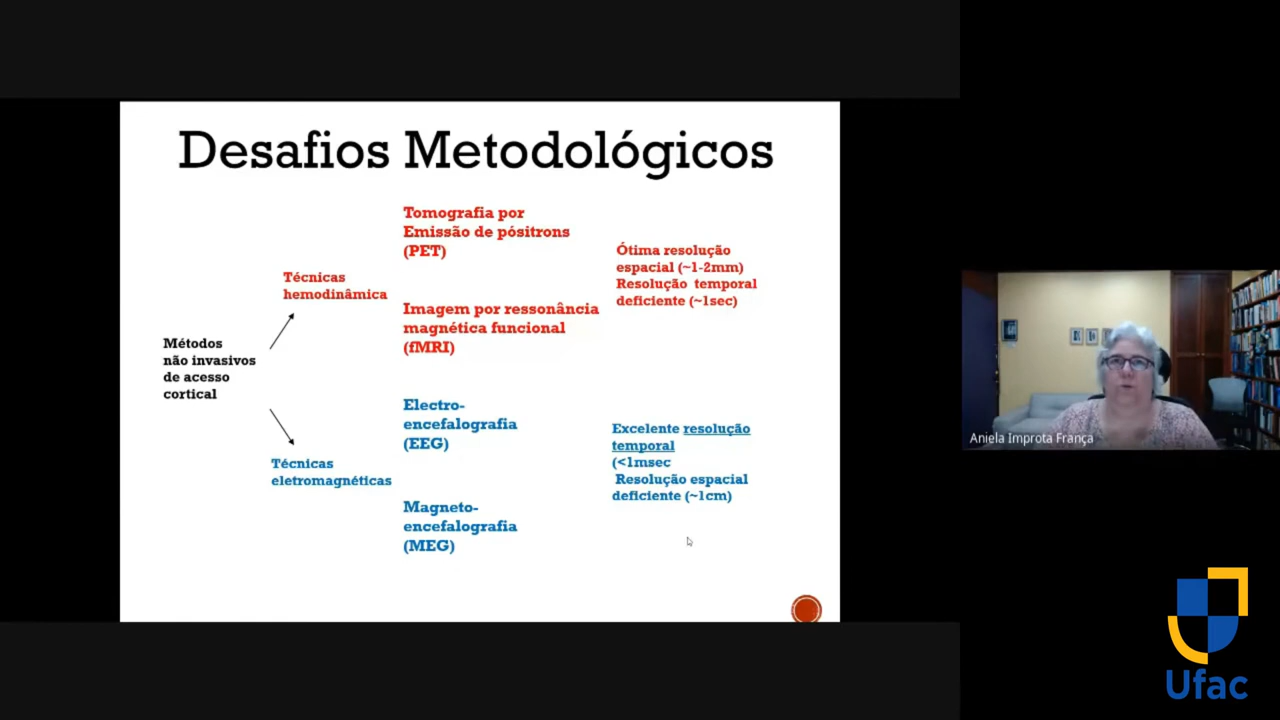 Desafios Metodológicos
Tomografia por
Emissão de pósitrons
(PET)
Ótima resolução
espacial (~1-2mm)
Resolução temporal
deficiente (~1sec)
Técnicas
hemodinâmica
Imagem por ressonância
magnética funcional
(fMRI)
Métodos
não invasivos
de acesso
cortical
Electro-
encefalografia
(EEG)
Excelente resolução
temporal
(<1msec
Resolução espacial
deficiente (~1cm)
Técnicas
eletromagnéticas
Magneto-
encefalografia
(MEG)
Aniela Improta França
Ufac